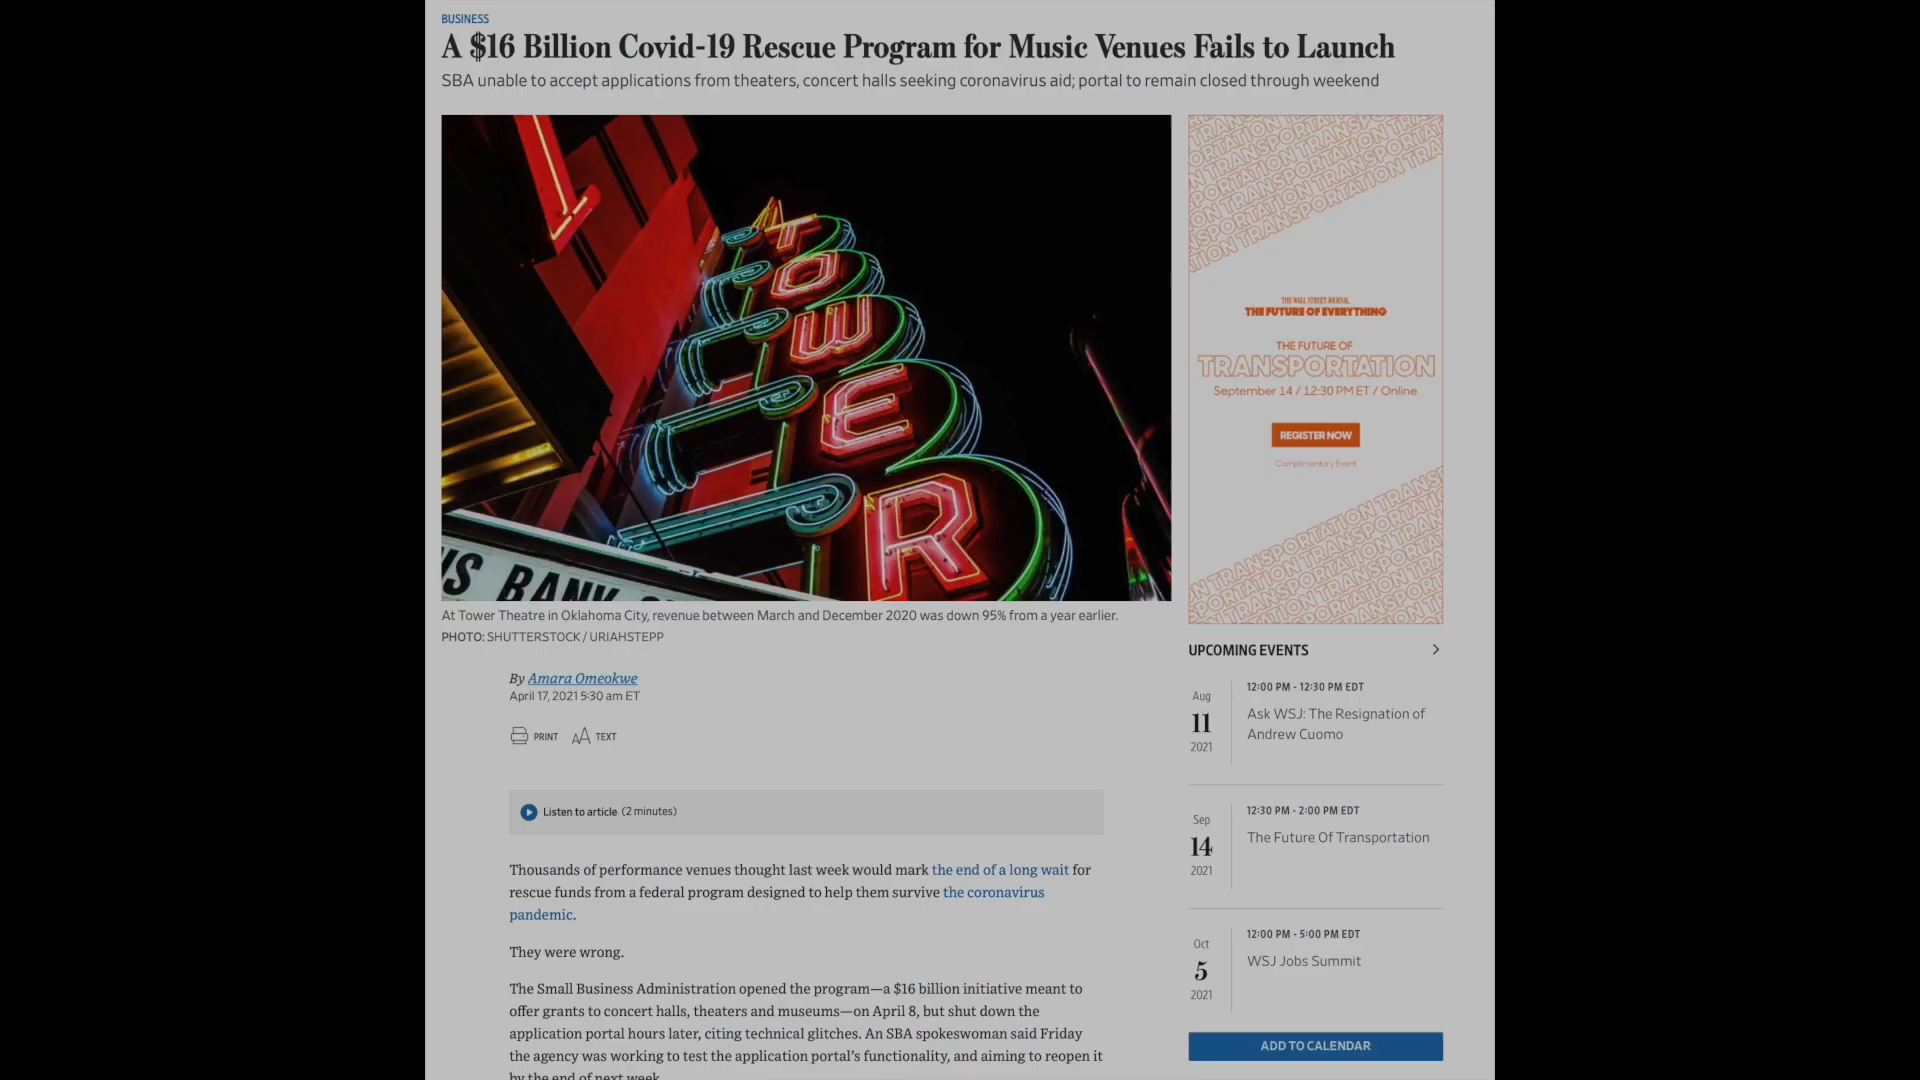 BUSINESS
A $16 Billion Covid-19 Rescue Program for Music Venues Fails to Launch
SBA unable to accept applications from theaters, concert halls seeking coronavirus aid; portal to remain closed through weekend
TOWER
US BANK
At Tower Theatre in Oklahoma City, revenue between March and December 2020 was down 95% from a year earlier.
PHOTO: SHUTTERSTOCK / URIAHSTEPP
By Amara Omeokwe
April 17, 2021 5:30 am ET
PRINT TEXT
Listen to article (2 minutes)
Thousands of performance venues thought last week would mark the end of a long wait for
rescue funds from a federal program designed to help them survive the coronavirus
pandemic.
They were wrong.
The Small Business Administration opened the program—a $16 billion initiative meant to
offer grants to concert halls, theaters and museums—on April 8, but shut down the
application portal hours later, citing technical glitches. An SBA spokeswoman said Friday
the agency was working to test the application portal's functionality, and aiming to reopen it
by the end of next week.
TRANSPORTATION
THE WALL STREET JOURNAL
THE FUTURE OF EVERYTHING
THE FUTURE OF
TRANSPORTATION
September 14 / 12:30 PM ET / Online
REGISTER NOW
Complimentary Event
TRANSPORTATION
UPCOMING EVENTS
Aug
11
2021
12:00 PM - 12:30 PM EDT
Ask WSJ: The Resignation of
Andrew Cuomo
Sep
14
2021
12:30 PM - 2:00 PM EDT
The Future Of Transportation
Oct
5
2021
12:00 PM - 5:00 PM EDT
WSJ Jobs Summit
ADD TO CALENDAR